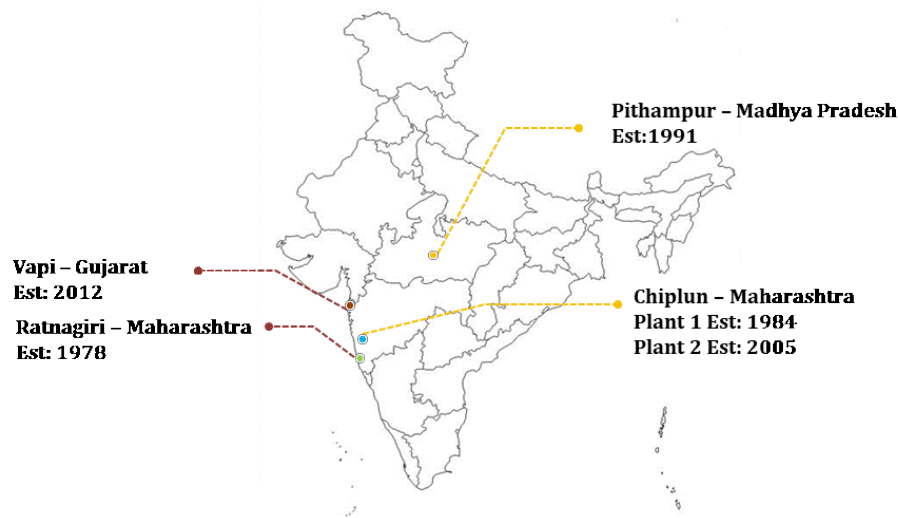 Pithampur – Madhya Pradesh
Est:1991
Vapi – Gujarat
Est: 2012
Ratnagiri – Maharashtra
Est: 1978
Chiplun – Maharashtra
Plant 1 Est: 1984
Plant 2 Est: 2005